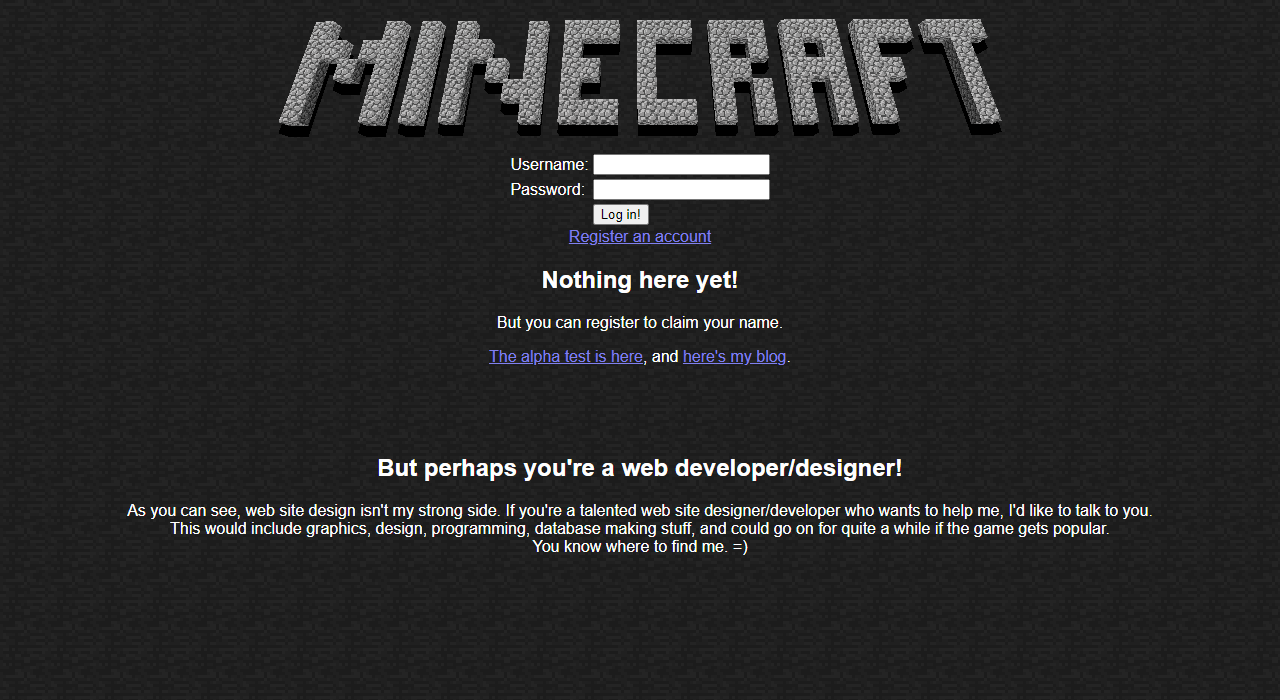 MINECRAFT
Username:
Password:
Log in!
Register an account
Nothing here yet!
But you can register to claim your name.
The alpha test is here, and here's my blog.
But perhaps you're a web developer/designer!
As you can see, web site design isn't my strong side. If you're a talented web site designer/developer who wants to help me, I'd like to talk to you.
This would include graphics, design, programming, database making stuff, and could go on for quite a while if the game gets popular.
You know where to find me. =)